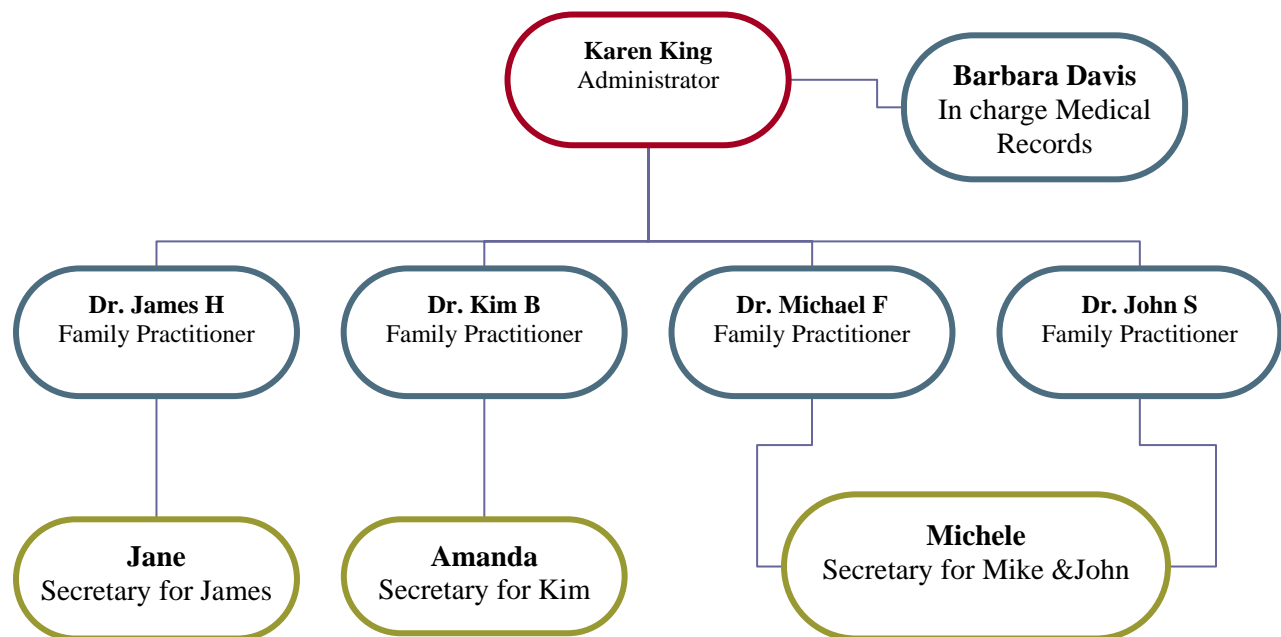 Karen King
Administrator
Barbara Davis
In charge Medical
Records
Dr. James H
Family Practitioner
Dr. Kim B
Family Practitioner
Dr. Michael F
Family Practitioner
Dr. John S
Family Practitioner
Jane
Secretary for James
Amanda
Secretary for Kim
Michele
Secretary for Mike &John